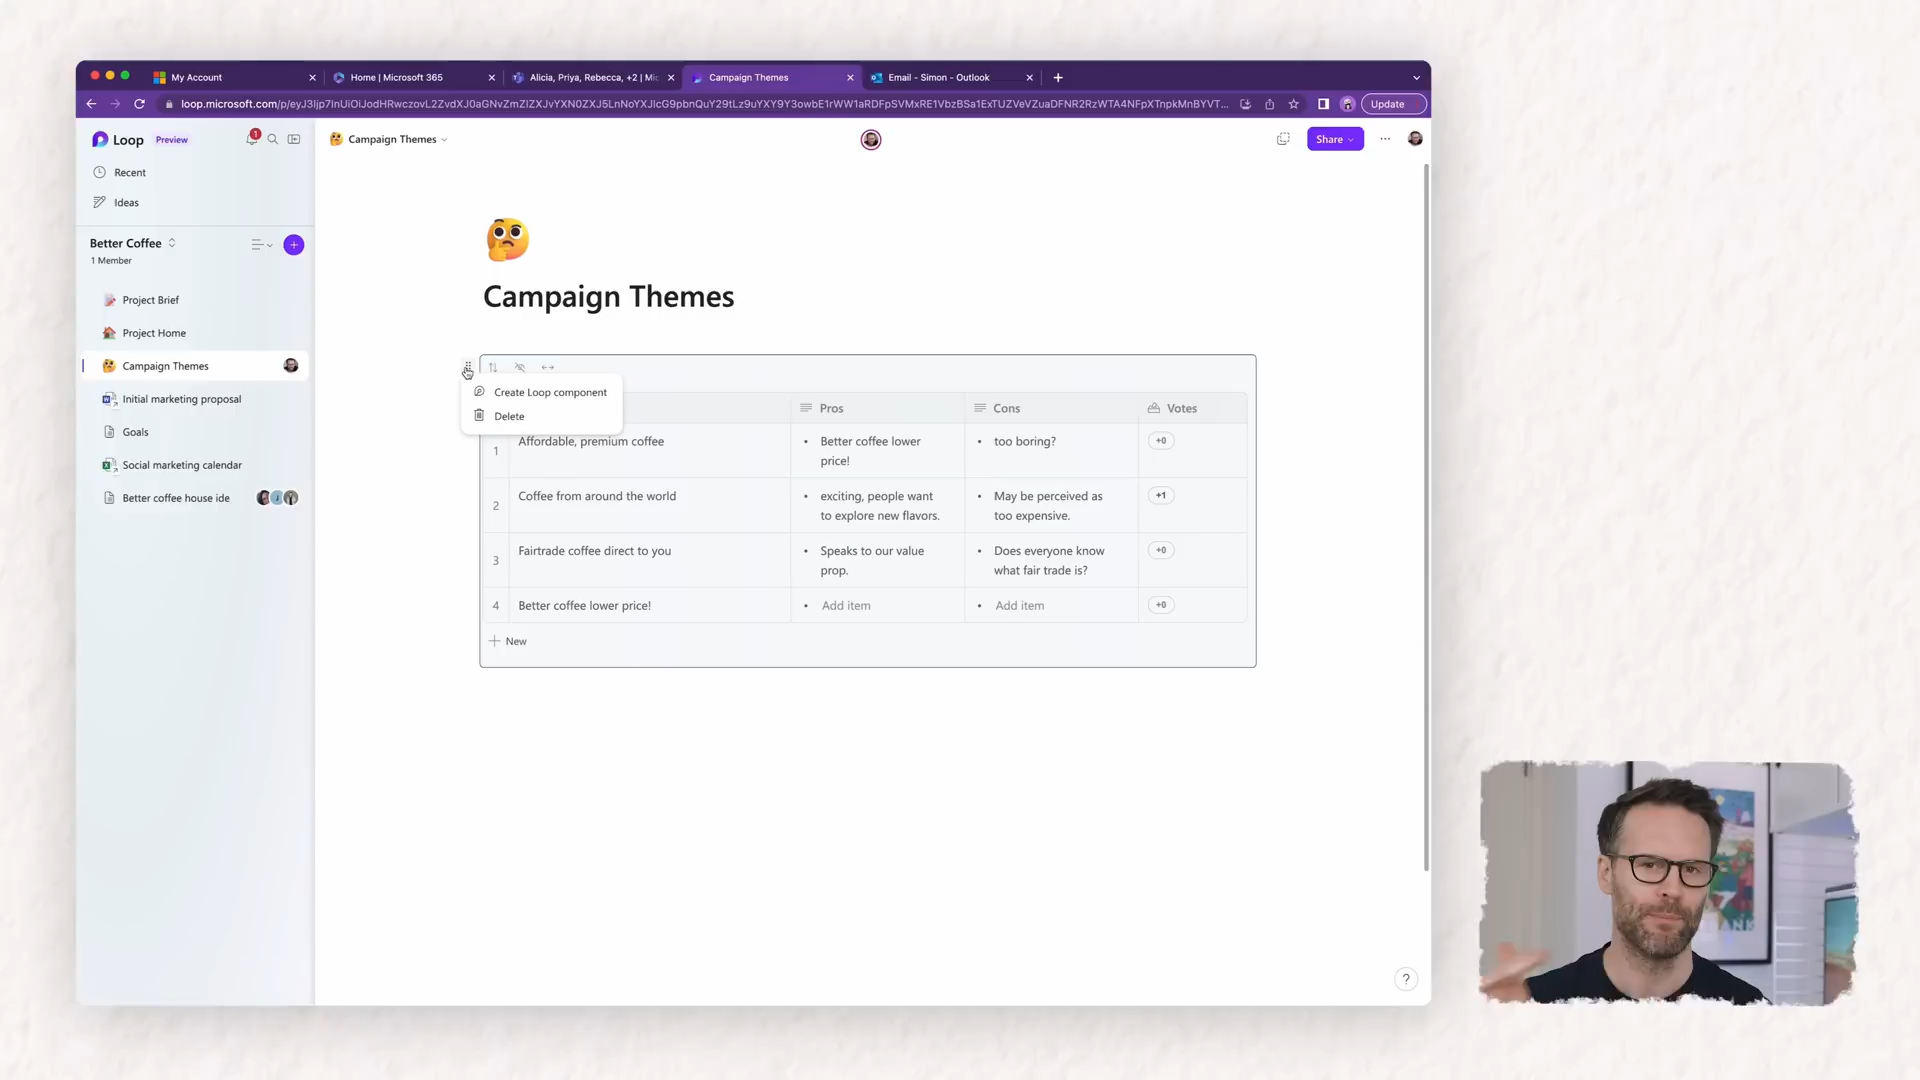 My Account
Home | Microsoft 365
Alicia, Priya, Rebecca, +2 | Mic
Campaign Themes
Email - Simon - Outlook
Update
Loop Preview
1
Recent
Ideas
Better Coffee
1 Member
Project Brief
Project Home
Campaign Themes
Initial marketing proposal
Goals
Social marketing calendar
Better coffee house ide
Campaign Themes
Share
Campaign Themes
Create Loop component
Delete
Pros
Cons
Votes
1
Affordable, premium coffee
Better coffee lower
price!
too boring?
+0
2
Coffee from around the world
exciting, people want
to explore new flavors.
May be perceived as
too expensive.
+1
3
Fairtrade coffee direct to you
Speaks to our value
prop.
Does everyone know
what fair trade is?
+0
4
Better coffee lower price!
Add item
Add item
+0
New
?